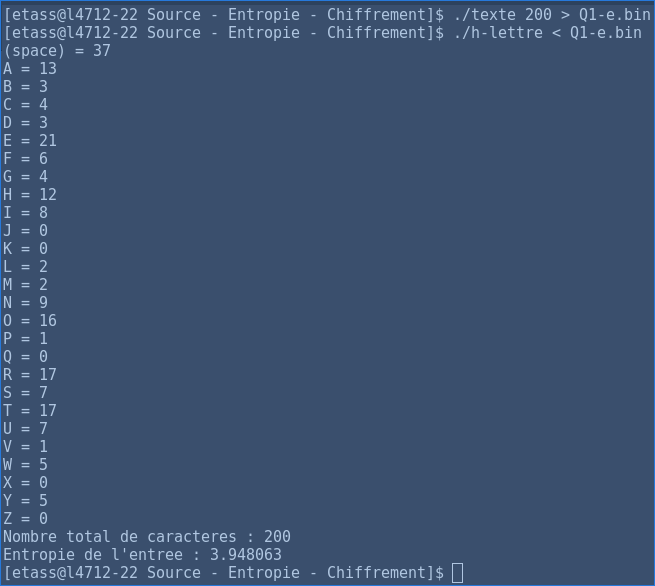 [etass@l4712-22 Source - Entropie - Chiffrement]$ ./texte 200 > Q1-e.bin
[etass@l4712-22 Source - Entropie - Chiffrement]$ ./h-lettre < Q1-e.bin
(space) = 37
A = 13
B = 3
C = 4
D = 3
E = 21
F = 6
G = 4
H = 12
I = 8
J = 0
K = 0
L = 2
M = 2
N = 9
O = 16
P = 1
Q = 0
R = 17
S = 7
T = 17
U = 7
V = 1
W = 5
X = 0
Y = 5
Z = 0
Nombre total de caracteres : 200
Entropie de l'entree : 3.948063
[etass@l4712-22 Source - Entropie - Chiffrement]$